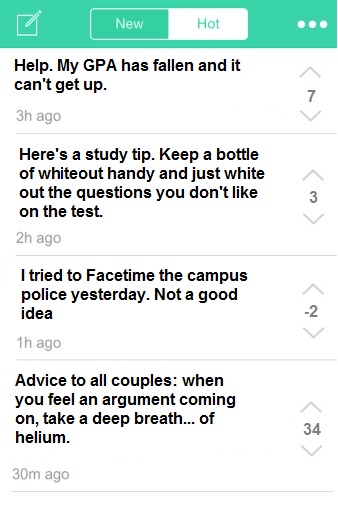 New Hot
Help. My GPA has fallen and it
can't get up.
7
3h ago
Here's a study tip. Keep a bottle
of whiteout handy and just white
out the questions you don't like
on the test.
3
2h ago
I tried to Facetime the campus
police yesterday. Not a good
idea
-2
1h ago
Advice to all couples: when
you feel an argument coming
on, take a deep breath... of
helium.
34
30m ago